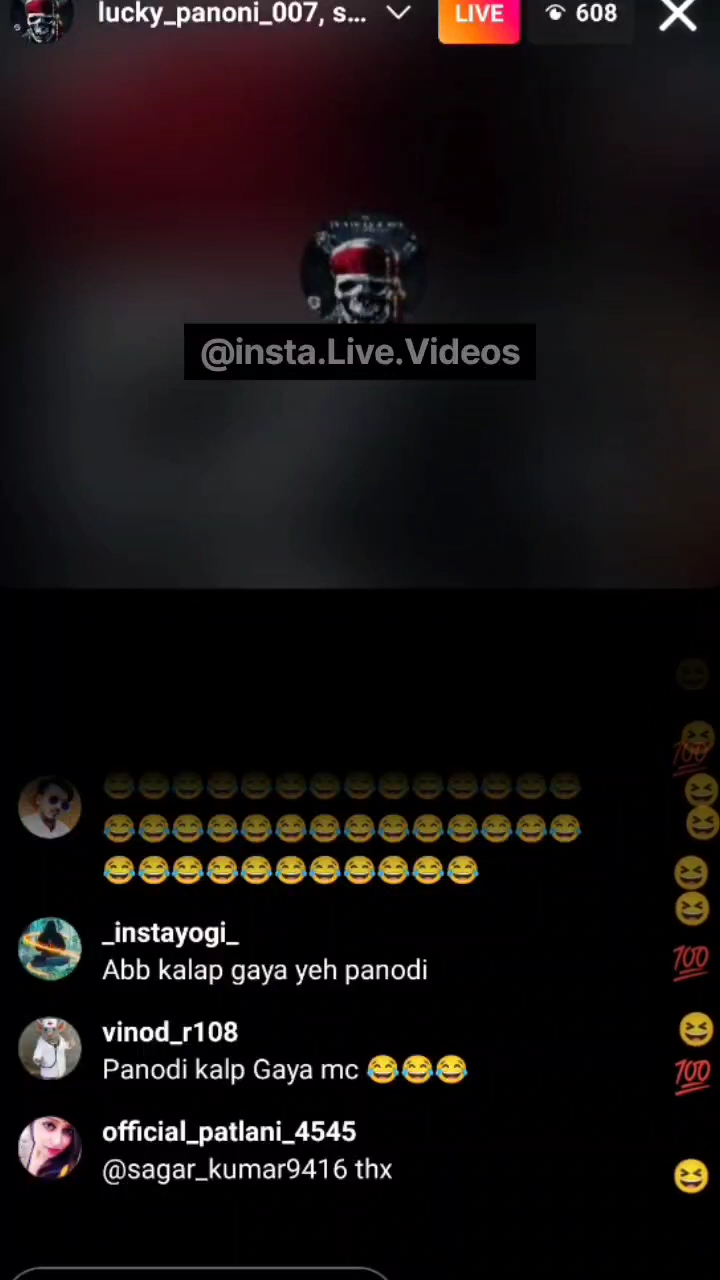 lucky_panoni_007, s...
LIVE
608
@insta.Live.Videos
😂😂😂😂😂😂😂😂😂😂😂😂😂😂
😂😂😂😂😂😂😂😂😂😂😂😂😂😂
😂😂😂😂😂😂😂😂😂😂😂
_instayogi_
Abb kalap gaya yeh panodi
vinod_r108
Panodi kalp Gaya mc 😂😂😂
official_patlani_4545
@sagar_kumar9416 thx
💯
💯
💯